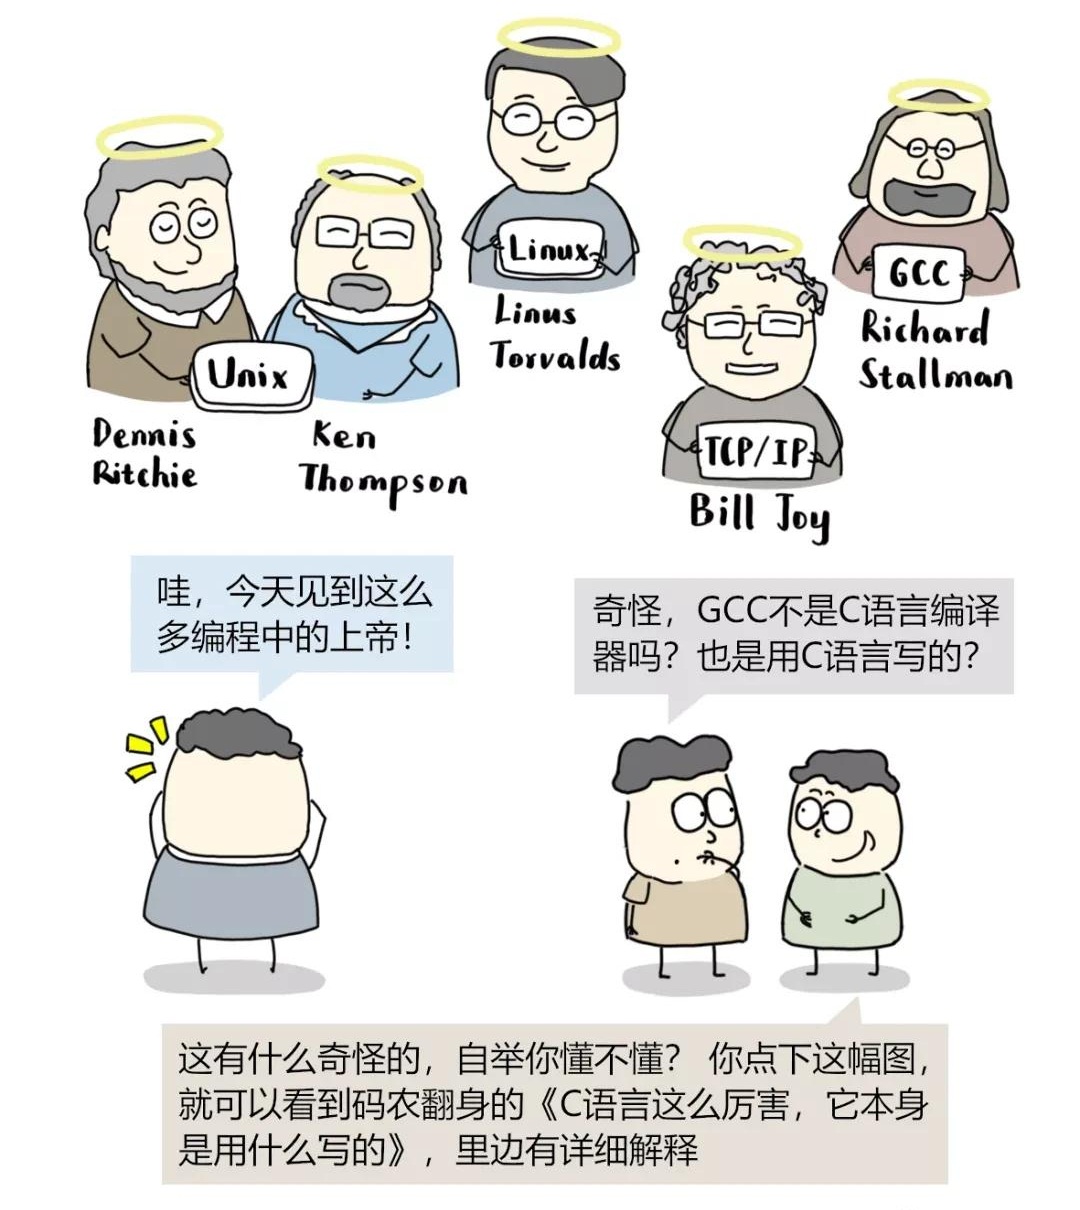 Linux
Linus
Torvalds
GCC
Richard
Stallman
Unix
Dennis
Ritchie
Ken
Thompson
TCP/IP
Bill Joy
哇，今天见到这么
多编程中的上帝！
奇怪，GCC不是C语言编译
器吗？也是用C语言写的？
这有什么奇怪的，自举你懂不懂？ 你点下这幅图，
就可以看到码农翻身的《C语言这么厉害，它本身
是用什么写的》，里边有详细解释